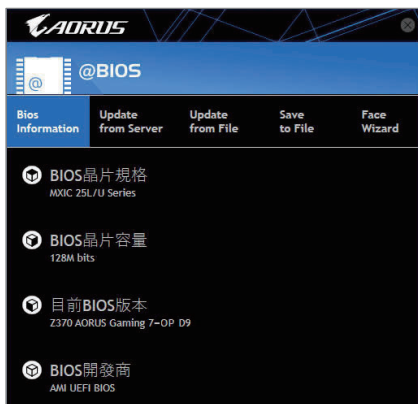 AORUS
@
@BIOS
Bios
Information
Update
from Server
Update
from File
Save
to File
Face
Wizard
BIOS晶片規格
MXIC 25L/U Series
BIOS晶片容量
128M bits
目前BIOS版本
Z370 AORUS Gaming 7-OP D9
BIOS開發商
AMI UEFI BIOS